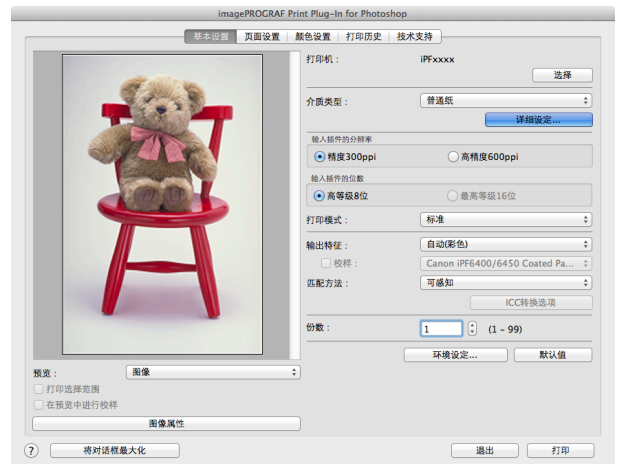 imagePROGRAF Print Plug-In for Photoshop
基本设置 页面设置 颜色设置 打印历史 技术支持
打印机： iPFxxxx
选择
介质类型： 普通纸
详细设定...
输入插件的分辨率
精度300ppi 高精度600ppi
输入插件的位数
高等级8位 最高等级16位
打印模式： 标准
输出特征： 自动(彩色)
校样： Canon iPF6400/6450 Coated Pa...
匹配方法： 可感知
ICC转换选项
份数： 1 (1 – 99)
环境设定... 默认值
预览： 图像
打印选择范围
在预览中进行校样
图像属性
? 将对话框最大化 退出 打印